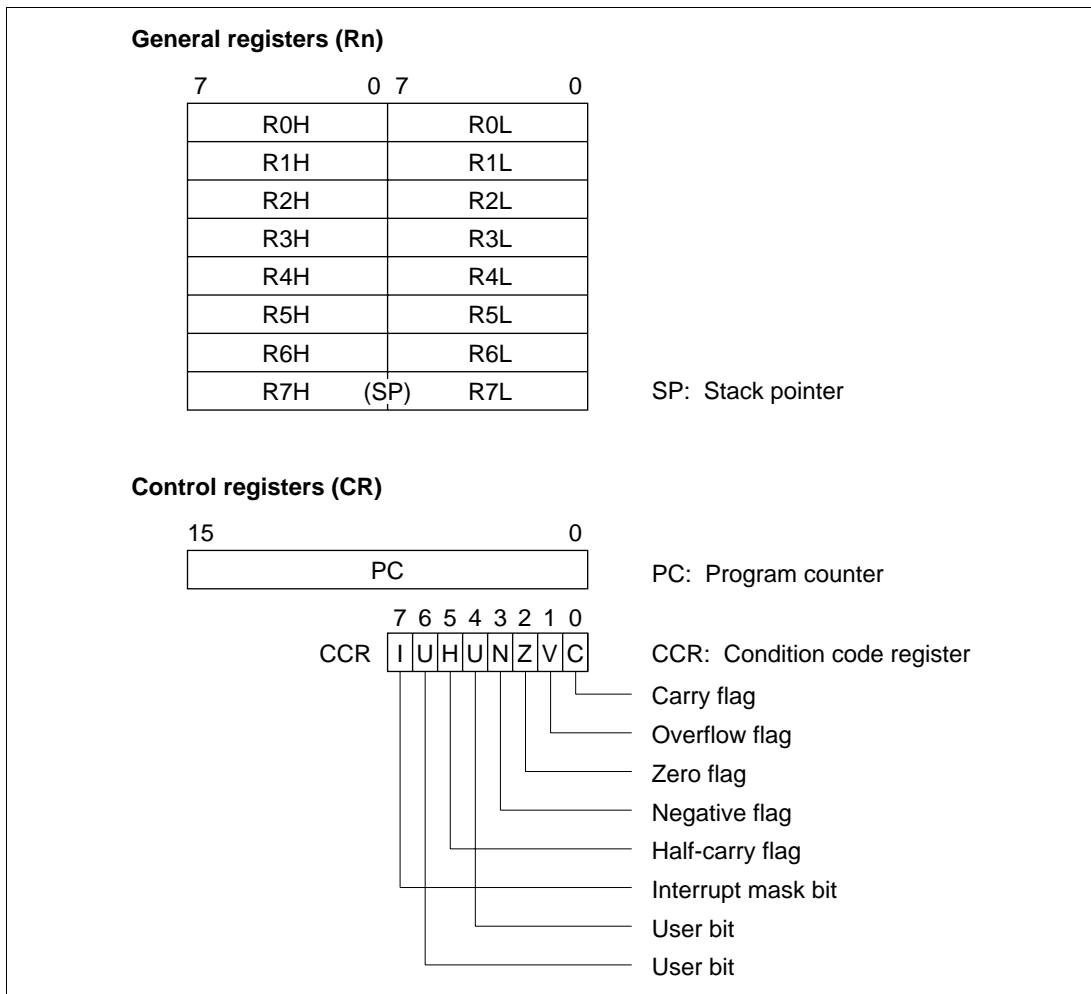 General registers (Rn)
7 0 7 0
R0H R0L
R1H R1L
R2H R2L
R3H R3L
R4H R4L
R5H R5L
R6H R6L
R7H (SP) R7L SP: Stack pointer
Control registers (CR)
15 0
PC PC: Program counter
7 6 5 4 3 2 1 0
CCR I U H U N Z V C CCR: Condition code register
Carry flag
Overflow flag
Zero flag
Negative flag
Half-carry flag
Interrupt mask bit
User bit
User bit